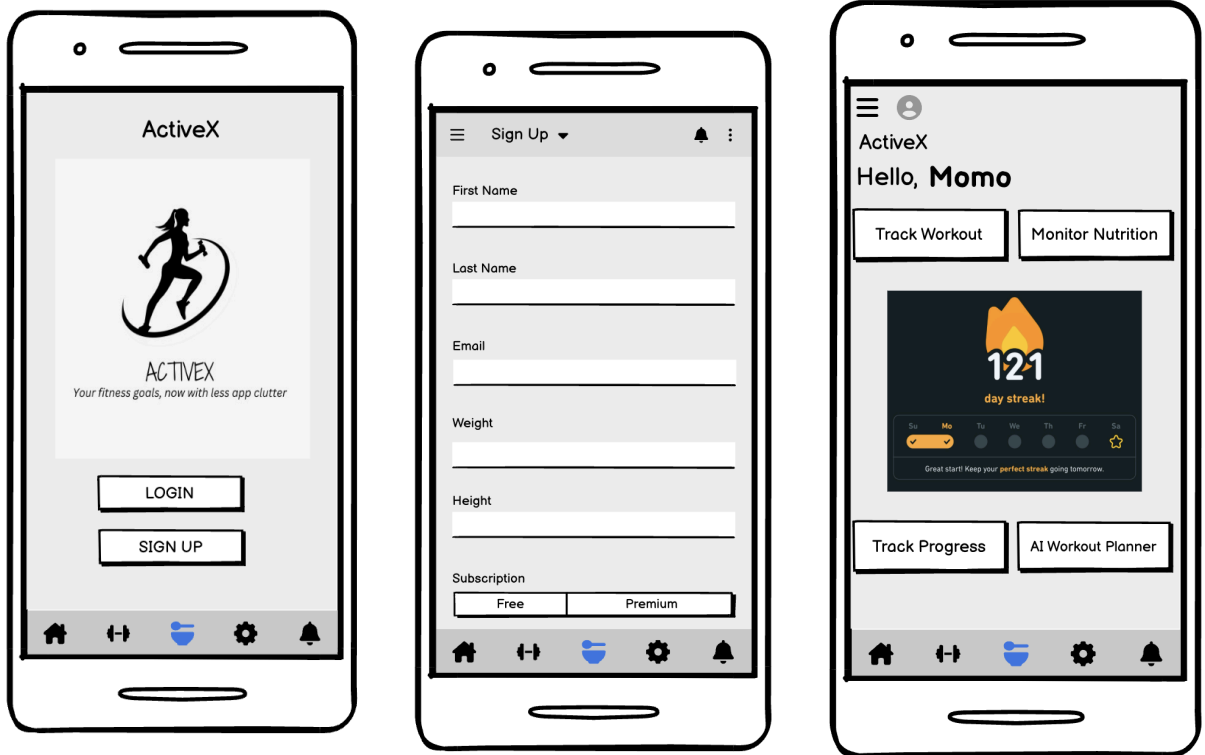 ActiveX
ACTIVEX
Your fitness goals, now with less app clutter
LOGIN
SIGN UP
Sign Up
First Name
Last Name
Email
Weight
Height
Subscription
Free Premium
ActiveX
Hello, Momo
Track Workout Monitor Nutrition
121
day streak!
Su Mo Tu We Th Fr Sa
Great start! Keep your perfect streak going tomorrow.
Track Progress AI Workout Planner